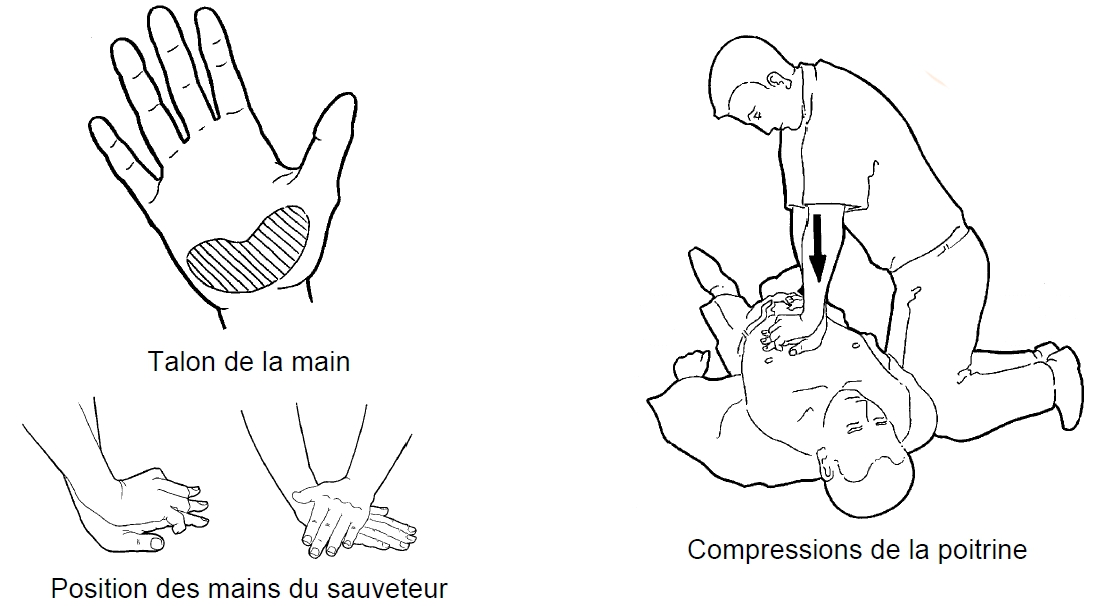 Talon de la main
Position des mains du sauveteur
Compressions de la poitrine